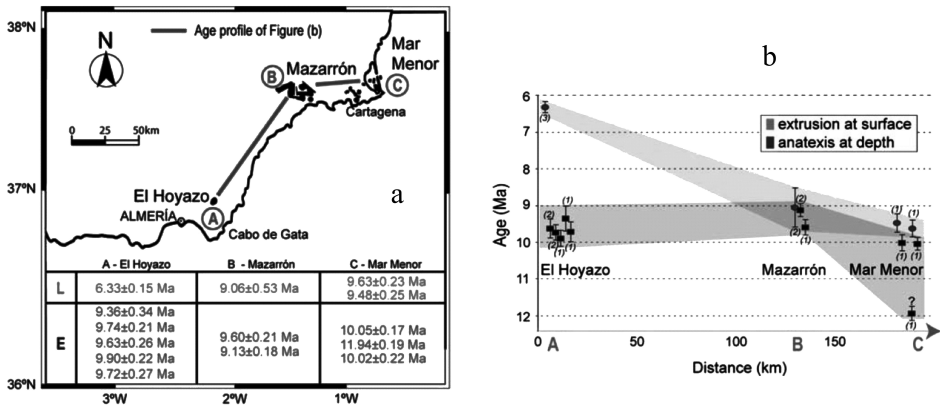 38°N
a
Age profile of Figure (b)
Mar
Menor
N
B
Mazarrón
C
Cartagena
0 25 50km
37°N
El Hoyazo
ALMERÍA
A
Cabo de Gata
A - El Hoyazo B - Mazarrón C - Mar Menor
L 6.33±0.15 Ma 9.06±0.53 Ma 9.63±0.23 Ma
9.48±0.25 Ma
E 9.36±0.34 Ma
9.74±0.21 Ma
9.63±0.26 Ma
9.90±0.22 Ma
9.72±0.27 Ma
9.60±0.21 Ma
9.13±0.18 Ma
10.05±0.17 Ma
11.94±0.19 Ma
10.02±0.22 Ma
36°N
3°W 2°W 1°W
b
6
7
8
9
10
11
12
Age (Ma)
extrusion at surface
anatexis at depth
(3)
(2) (1)
(2) (1) (1)
(2)
(2) (1)
(1) (1)
(1) (1)
?
(1)
El Hoyazo Mazarrón Mar Menor
0 50 100 150
A B C
Distance (km)